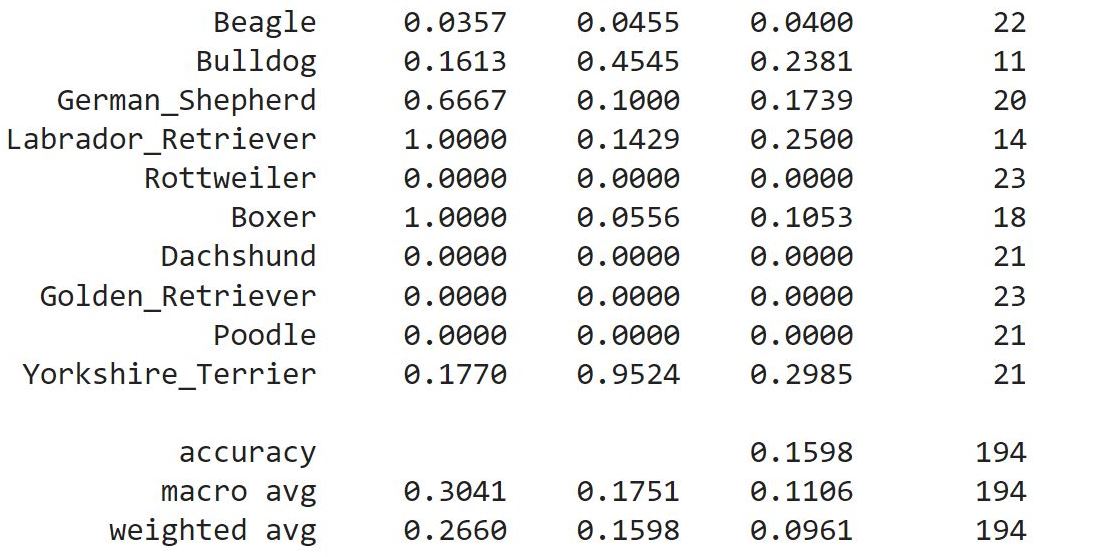 Beagle 0.0357 0.0455 0.0400 22
Bulldog 0.1613 0.4545 0.2381 11
German_Shepherd 0.6667 0.1000 0.1739 20
Labrador_Retriever 1.0000 0.1429 0.2500 14
Rottweiler 0.0000 0.0000 0.0000 23
Boxer 1.0000 0.0556 0.1053 18
Dachshund 0.0000 0.0000 0.0000 21
Golden_Retriever 0.0000 0.0000 0.0000 23
Poodle 0.0000 0.0000 0.0000 21
Yorkshire_Terrier 0.1770 0.9524 0.2985 21
accuracy 0.1598 194
macro avg 0.3041 0.1751 0.1106 194
weighted avg 0.2660 0.1598 0.0961 194